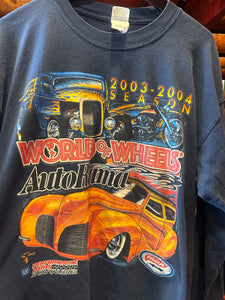 2003-2004
SEASON
WORLD OF WHEELS
AutoRama